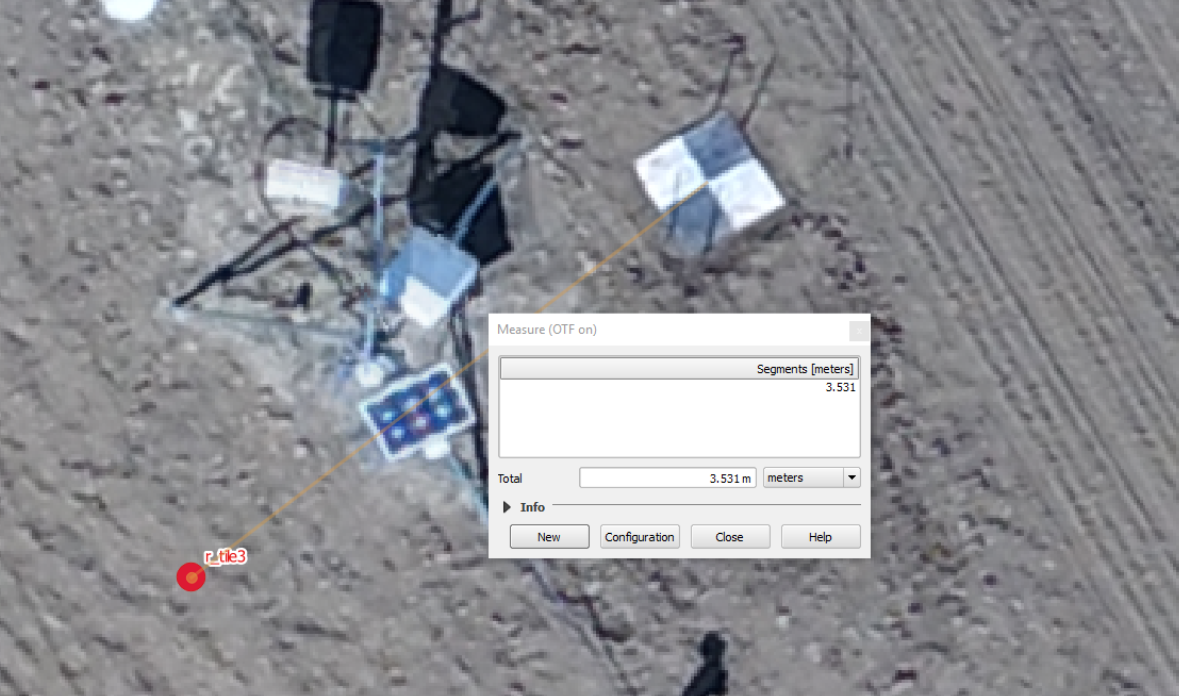 Measure (OTF on)
Segments [meters]
3.531
Total 3.531 m meters
Info
New Configuration Close Help
r_tile3